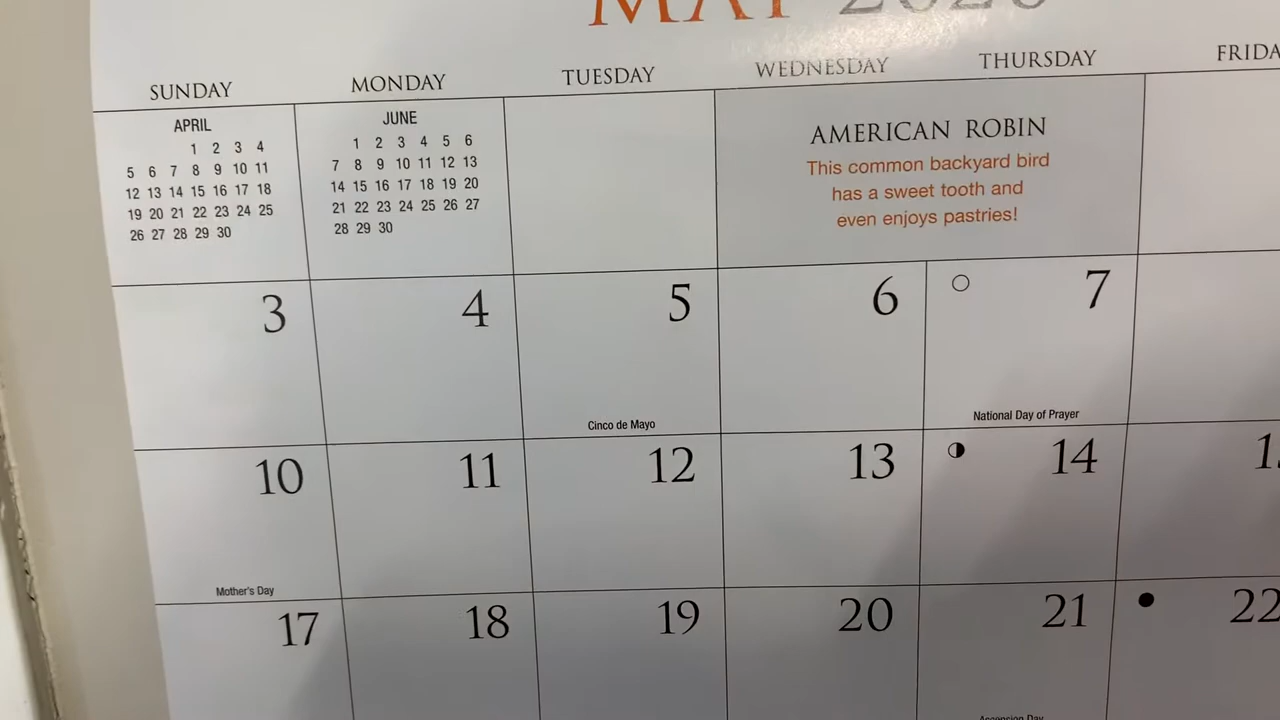 MAY 2020
SUNDAY MONDAY TUESDAY WEDNESDAY THURSDAY
APRIL
1 2 3 4
5 6 7 8 9 10 11
12 13 14 15 16 17 18
19 20 21 22 23 24 25
26 27 28 29 30
JUNE
1 2 3 4 5 6
7 8 9 10 11 12 13
14 15 16 17 18 19 20
21 22 23 24 25 26 27
28 29 30
AMERICAN ROBIN
This common backyard bird
has a sweet tooth and
even enjoys pastries!
3 4 5 6 7
Cinco de Mayo National Day of Prayer
10 11 12 13 14
Mother's Day
17 18 19 20 21 22